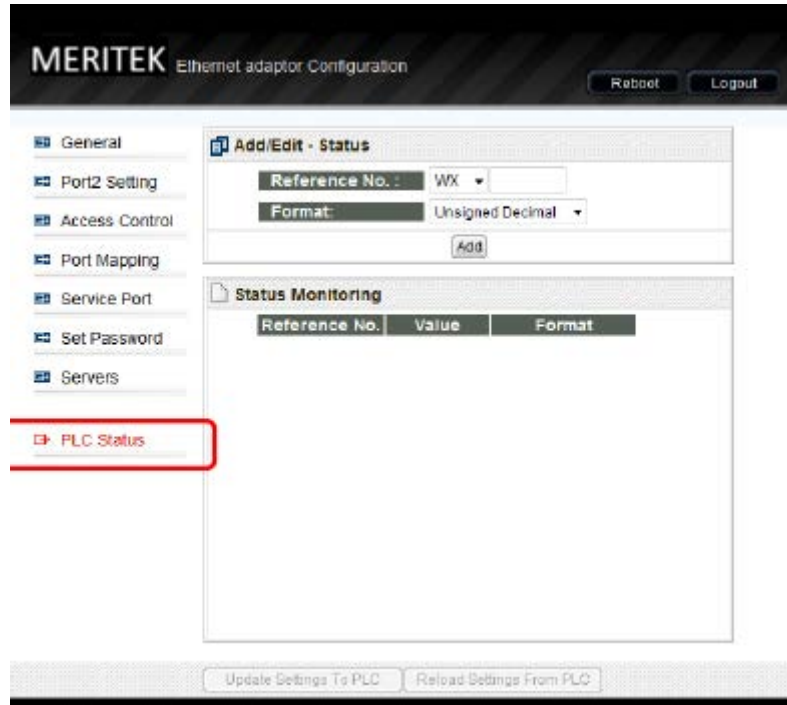 MERITEK Ethernet adaptor Configuration
Reboot Logout
General
Port2 Setting
Access Control
Port Mapping
Service Port
Set Password
Servers
PLC Status
Add/Edit - Status
Reference No. : WX
Format: Unsigned Decimal
Add
Status Monitoring
Reference No. Value Format
Update Settings To PLC Reload Settings From PLC